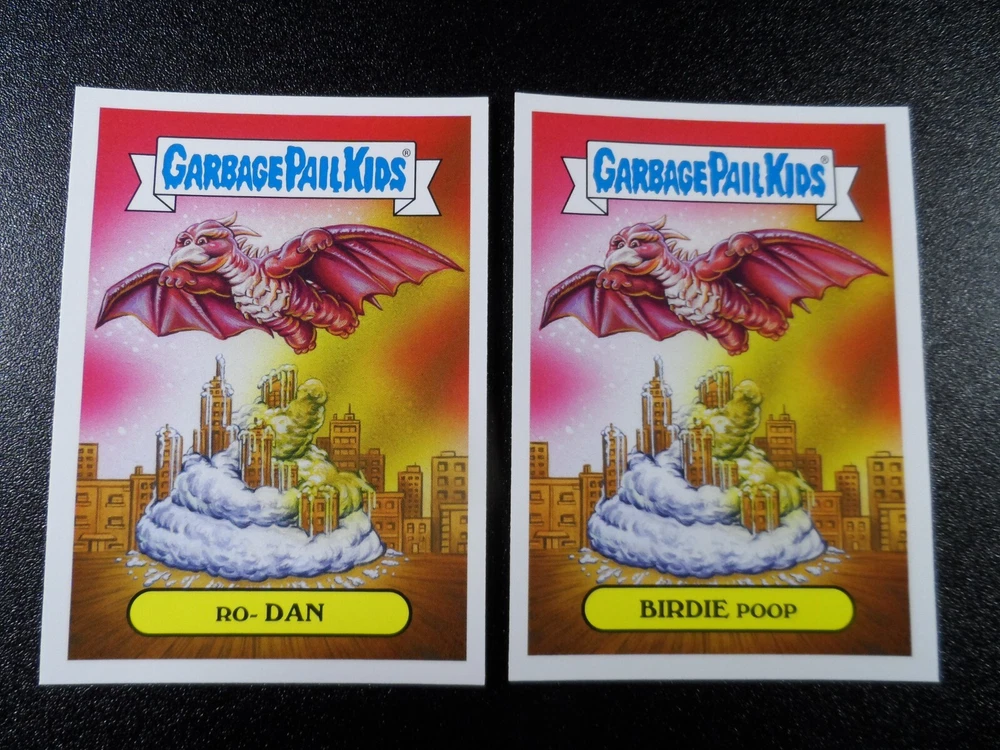 GARBAGE PAIL KIDS®
RO- DAN
GARBAGE PAIL KIDS®
BIRDIE POOP